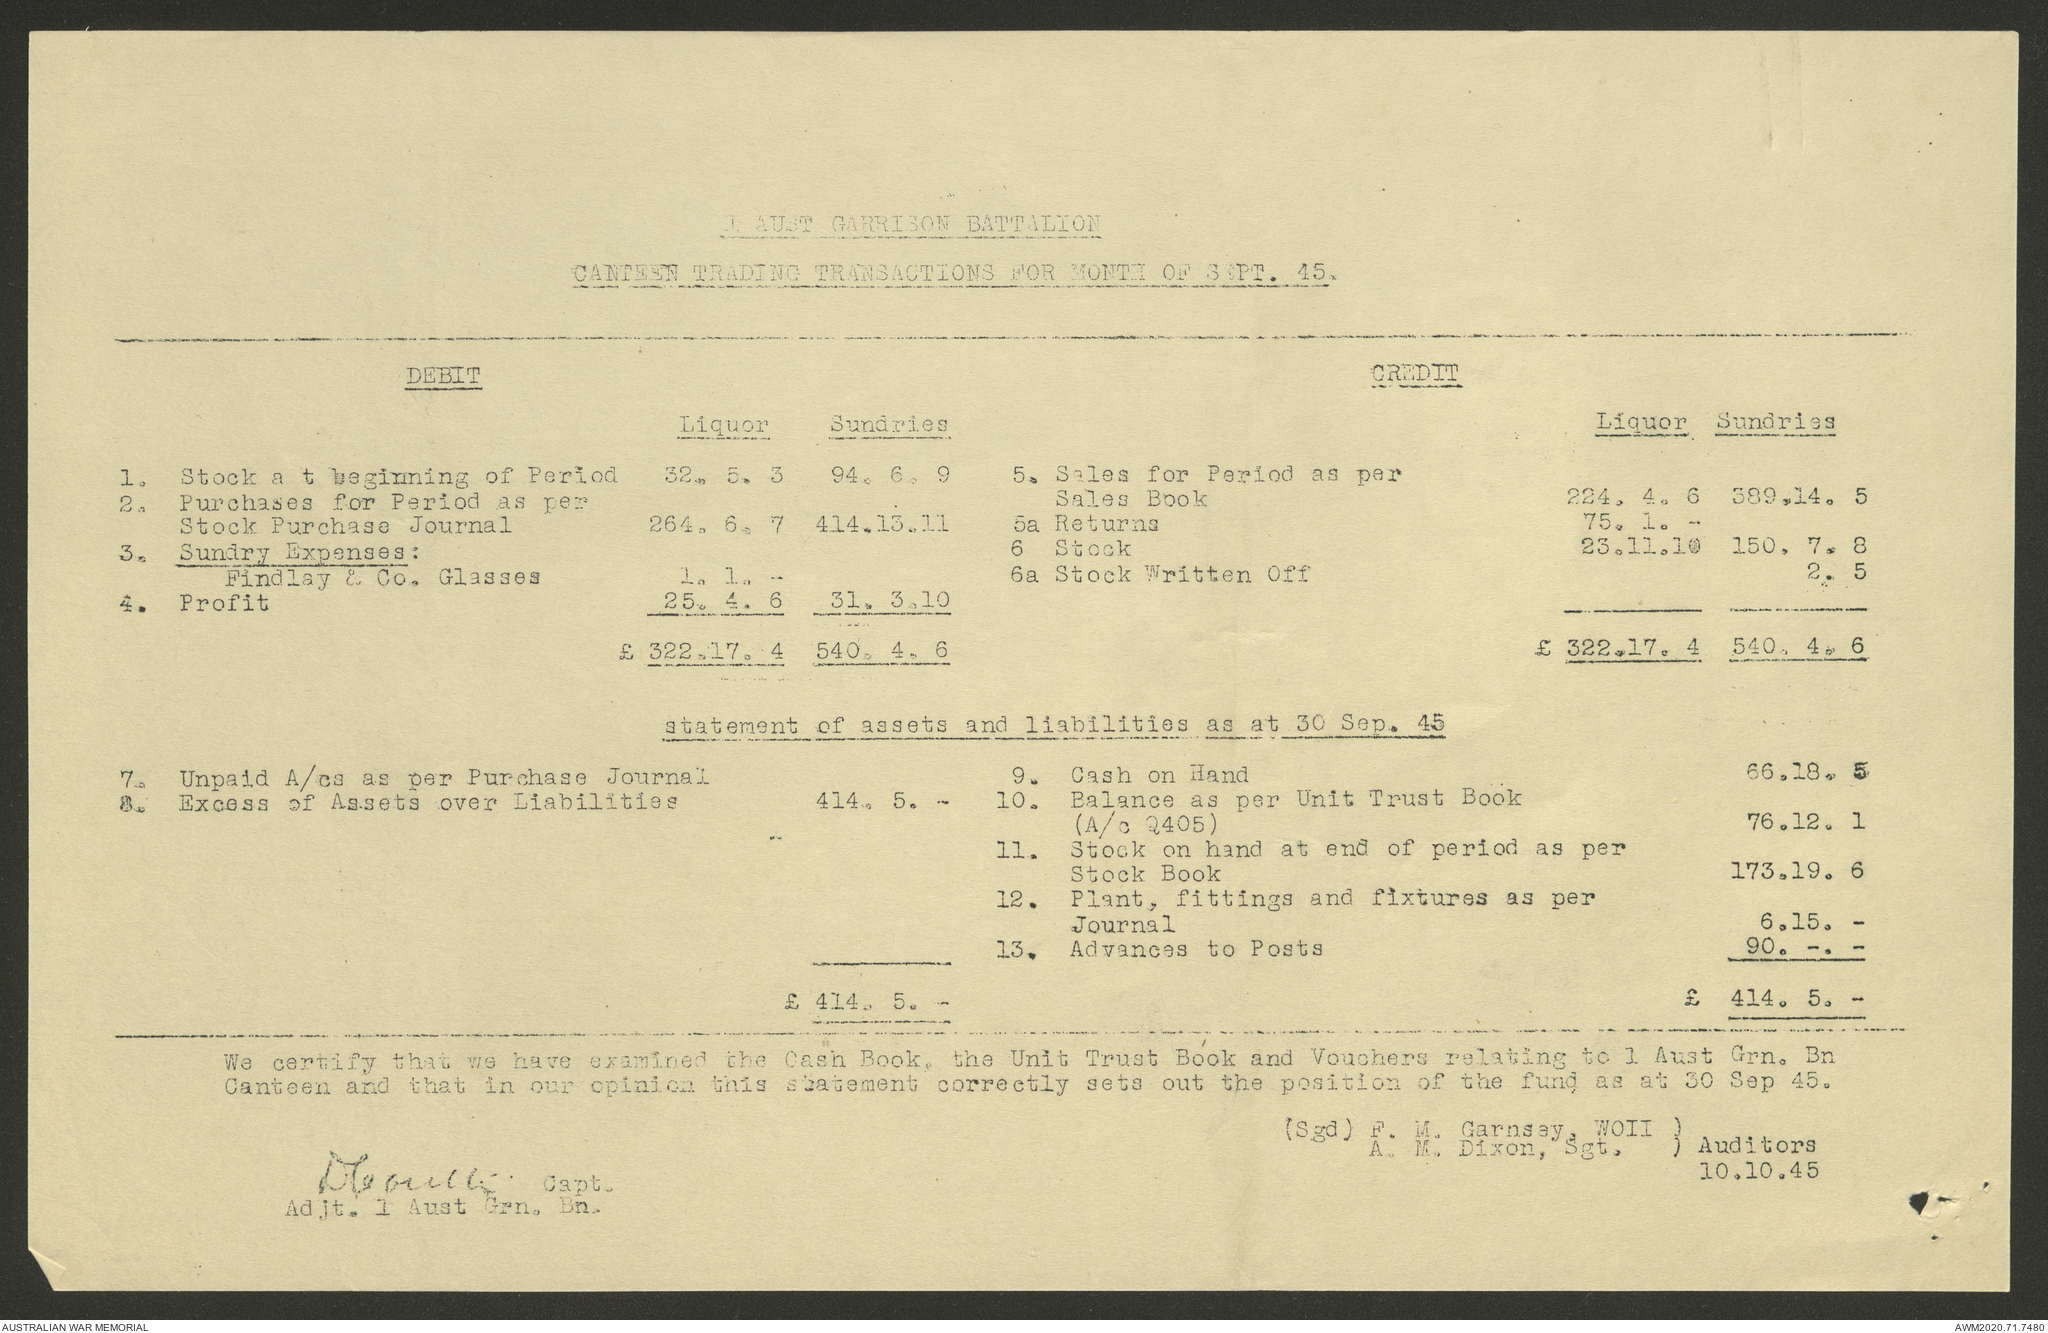 1 AUST GARRISON BATTALION
CANTEEN TRADING TRANSACTIONS FOR MONTH OF SEPT. 45.
DEBIT
Liquor Sundries
1. Stock a t beginning of Period 32. 5. 3 94. 6. 9
2. Purchases for Period as per
Stock Purchase Journal 264. 6. 7 414.13.11
3. Sundry Expenses:
Findlay & Co. Glasses 1. 1. -
4. Profit 25. 4. 6 31. 3.10
£ 322.17. 4 540. 4. 6
CREDIT
Liquor Sundries
5. Sales for Period as per
Sales Book 224. 4. 6 389.14. 5
5a Returns 75. 1. -
6 Stock 23.11.10 150. 7. 8
6a Stock Written Off 2. 5
£ 322.17. 4 540. 4. 6
statement of assets and liabilities as at 30 Sep. 45
7. Unpaid A/cs as per Purchase Journal
8. Excess of Assets over Liabilities 414. 5. -
£ 414. 5. -
9. Cash on Hand 66.18. 5
10. Balance as per Unit Trust Book
(A/c Q405) 76.12. 1
11. Stock on hand at end of period as per
Stock Book 173.19. 6
12. Plant, fittings and fixtures as per
Journal 6.15. -
13. Advances to Posts 90. -. -
£ 414. 5. -
We certify that we have examined the Cash Book, the Unit Trust Book and Vouchers relating to 1 Aust Grn. Bn
Canteen and that in our opinion this statement correctly sets out the position of the fund as at 30 Sep 45.
(Sgd) F. M. Garnsey, WOII )
A. M. Dixon, Sgt. ) Auditors
10.10.45
Capt.
Adjt. 1 Aust Grn. Bn.
AUSTRALIAN WAR MEMORIAL
AWM2020.71.7480